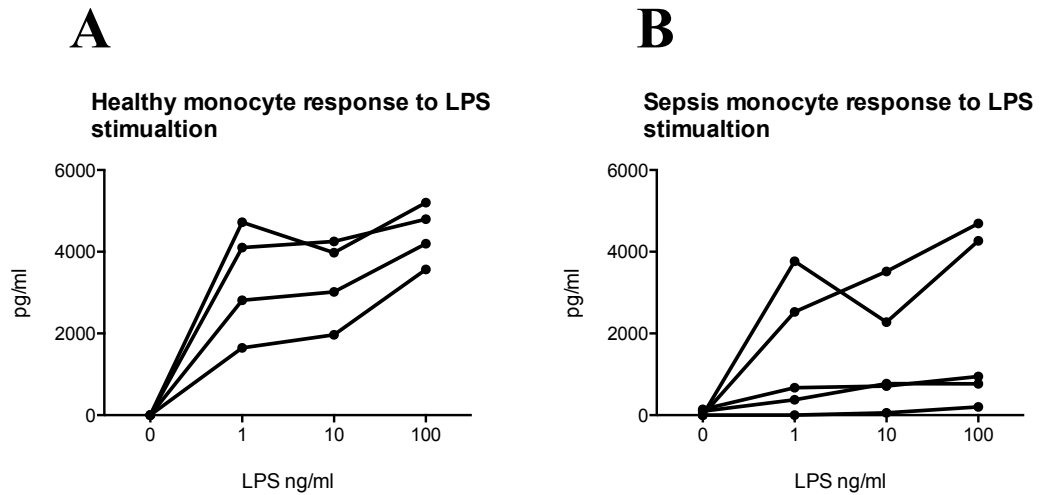 A
Healthy monocyte response to LPS
stimualtion
6000
4000
2000
0
pg/ml
0 1 10 100
LPS ng/ml
B
Sepsis monocyte response to LPS
stimualtion
6000
4000
2000
0
pg/ml
0 1 10 100
LPS ng/ml